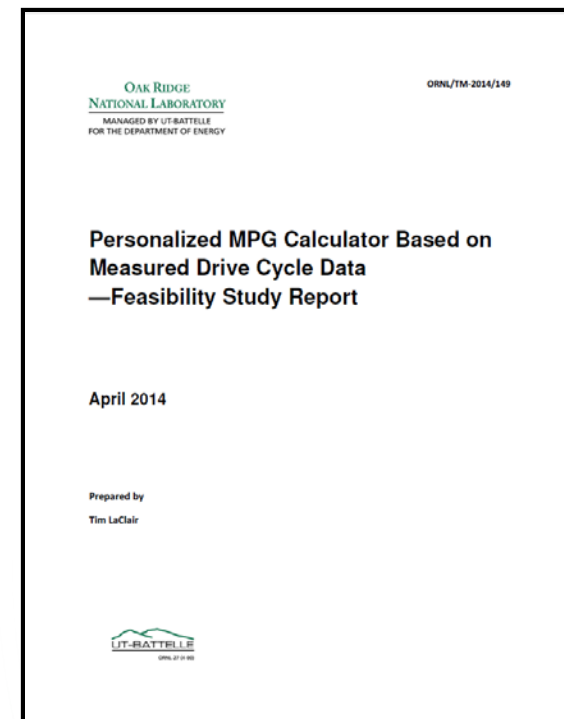 OAK RIDGE
NATIONAL LABORATORY
MANAGED BY UT-BATTELLE
FOR THE DEPARTMENT OF ENERGY
ORNL/TM-2014/149
Personalized MPG Calculator Based on
Measured Drive Cycle Data
—Feasibility Study Report
April 2014
Prepared by
Tim LaClair
UT-BATTELLE